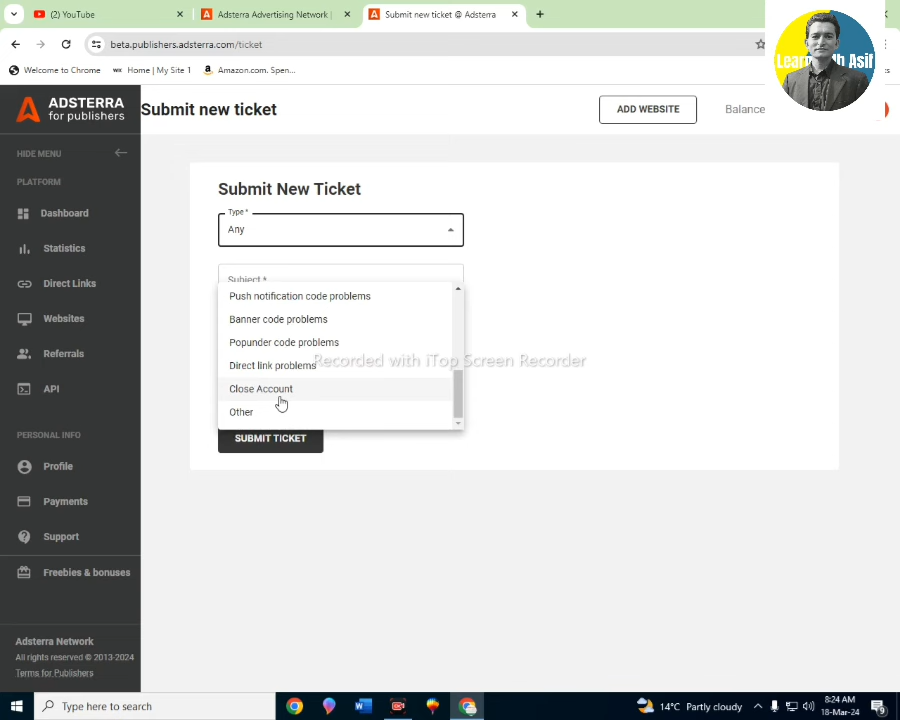 (2) YouTube
Adsterra Advertising Network |
Submit new ticket @ Adsterra
beta.publishers.adsterra.com/ticket
Welcome to Chrome
Home | My Site 1
Amazon.com. Spen...
Learn With Asif
ADSTERRA
for publishers
Submit new ticket
ADD WEBSITE
Balance
HIDE MENU
PLATFORM
Dashboard
Statistics
Direct Links
Websites
Referrals
API
PERSONAL INFO
Profile
Payments
Support
Freebies & bonuses
Adsterra Network
All rights reserved © 2013-2024
Terms for Publishers
Submit New Ticket
Type *
Any
Subject *
Push notification code problems
Banner code problems
Popunder code problems
Direct link problems
Close Account
Other
SUBMIT TICKET
Recorded with iTop Screen Recorder
Type here to search
14°C Partly cloudy
8:24 AM
18-Mar-24
9